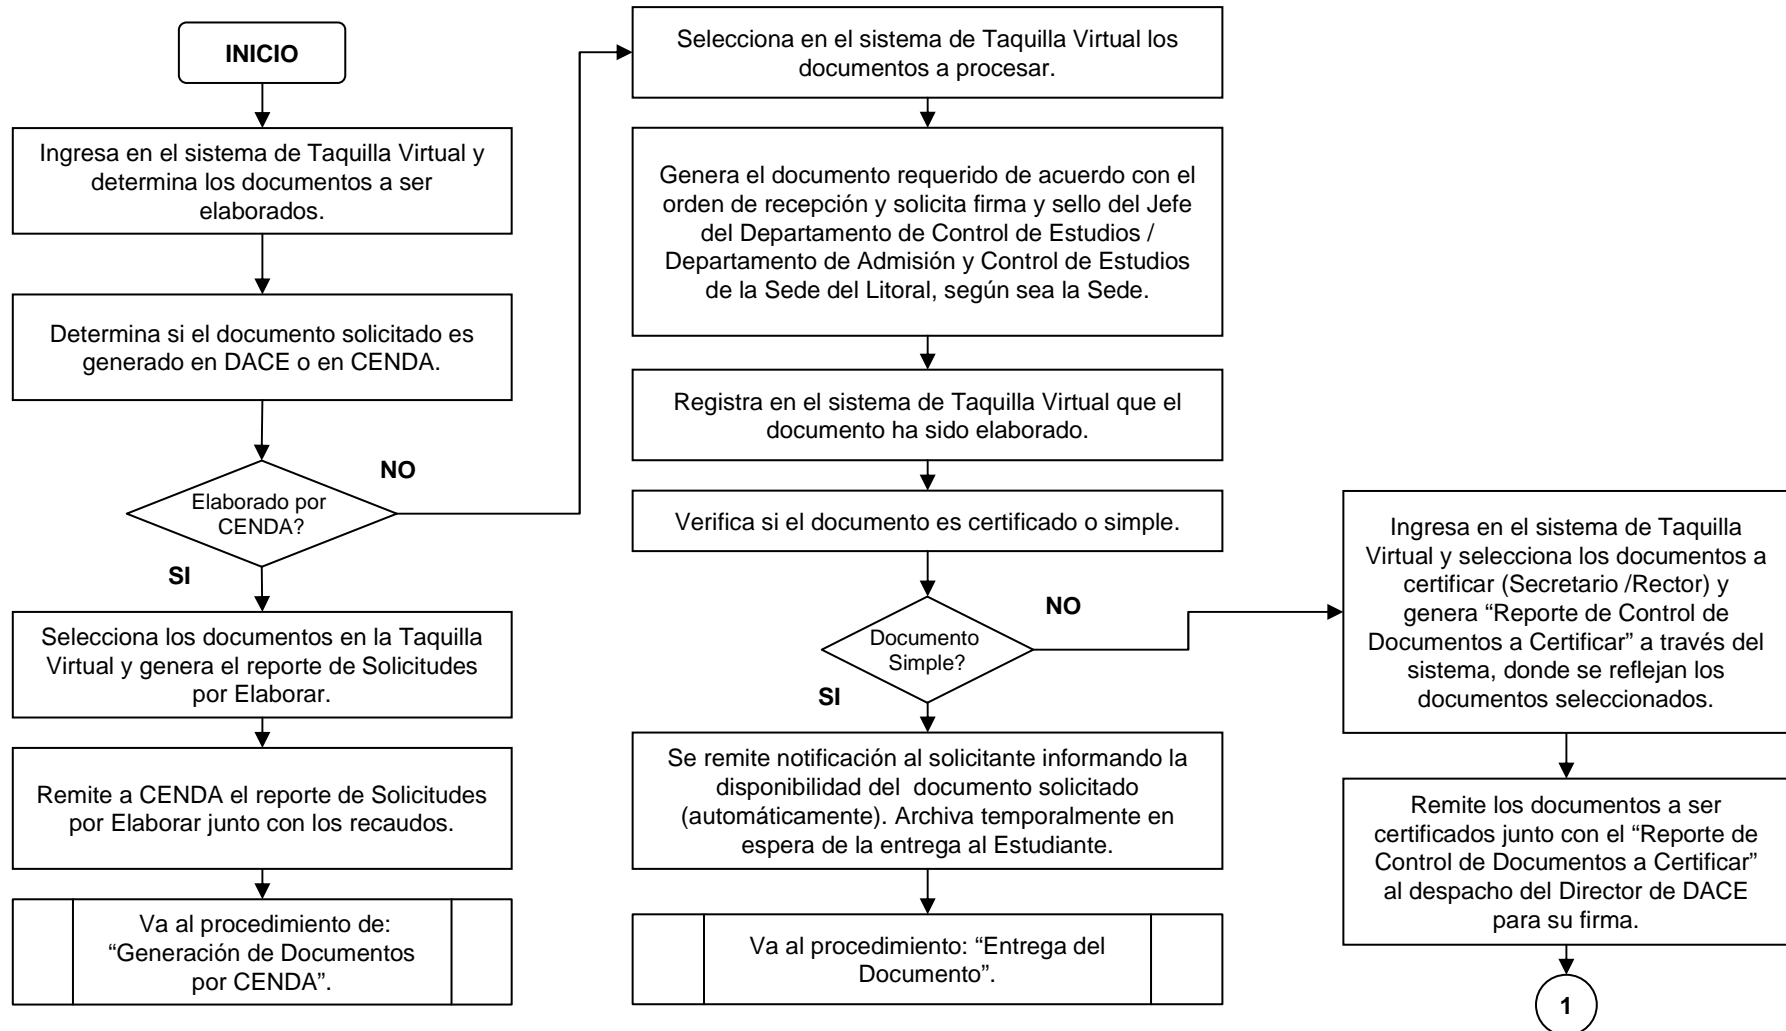 INICIO
Ingresa en el sistema de Taquilla Virtual y
determina los documentos a ser
elaborados.
Determina si el documento solicitado es
generado en DACE o en CENDA.
NO
Elaborado por
CENDA?
SI
Selecciona los documentos en la Taquilla
Virtual y genera el reporte de Solicitudes
por Elaborar.
Remite a CENDA el reporte de Solicitudes
por Elaborar junto con los recaudos.
Va al procedimiento de:
“Generación de Documentos
por CENDA”.
Selecciona en el sistema de Taquilla Virtual los
documentos a procesar.
Genera el documento requerido de acuerdo con el
orden de recepción y solicita firma y sello del Jefe
del Departamento de Control de Estudios /
Departamento de Admisión y Control de Estudios
de la Sede del Litoral, según sea la Sede.
Registra en el sistema de Taquilla Virtual que el
documento ha sido elaborado.
Verifica si el documento es certificado o simple.
NO
Documento
Simple?
SI
Se remite notificación al solicitante informando la
disponibilidad del  documento solicitado
(automáticamente). Archiva temporalmente en
espera de la entrega al Estudiante.
Va al procedimiento: “Entrega del
Documento”.
Ingresa en el sistema de Taquilla
Virtual y selecciona los documentos a
certificar (Secretario /Rector) y
genera “Reporte de Control de
Documentos a Certificar” a través del
sistema, donde se reflejan los
documentos seleccionados.
Remite los documentos a ser
certificados junto con el “Reporte de
Control de Documentos a Certificar”
al despacho del Director de DACE
para su firma.
1